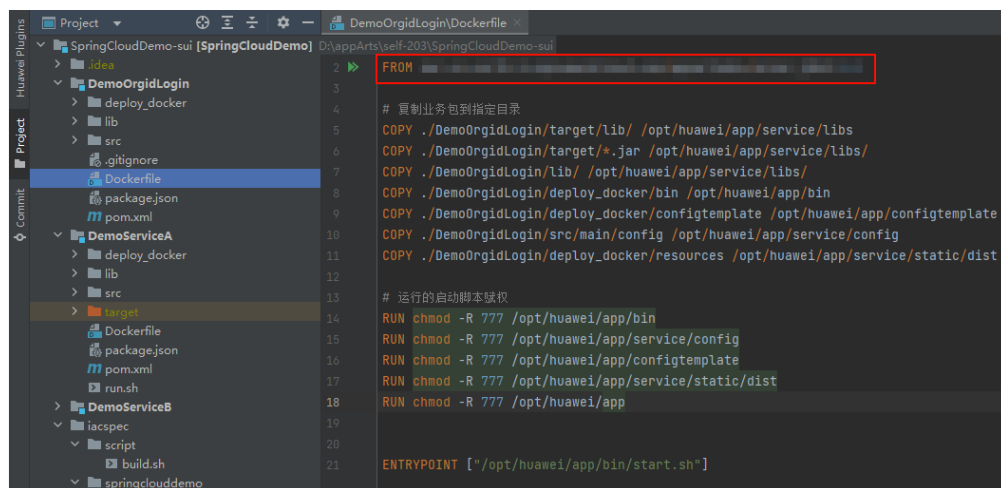 Project
DemoOrgidLogin\Dockerfile
Huawei Plugins
Project
Commit
SpringCloudDemo-sui [SpringCloudDemo] D:\appArts\self-203\SpringCloudDemo-sui
.idea
DemoOrgidLogin
deploy_docker
lib
src
.gitignore
Dockerfile
package.json
pom.xml
DemoServiceA
deploy_docker
lib
src
target
Dockerfile
package.json
pom.xml
run.sh
DemoServiceB
iacspec
script
build.sh
springclouddemo
2 FROM
3
4 # 复制业务包到指定目录
5 COPY ./DemoOrgidLogin/target/lib/ /opt/huawei/app/service/libs
6 COPY ./DemoOrgidLogin/target/*.jar /opt/huawei/app/service/libs/
7 COPY ./DemoOrgidLogin/lib/ /opt/huawei/app/service/libs/
8 COPY ./DemoOrgidLogin/deploy_docker/bin /opt/huawei/app/bin
9 COPY ./DemoOrgidLogin/deploy_docker/configtemplate /opt/huawei/app/configtemplate
10 COPY ./DemoOrgidLogin/src/main/config /opt/huawei/app/service/config
11 COPY ./DemoOrgidLogin/deploy_docker/resources /opt/huawei/app/service/static/dist
12
13 # 运行的启动脚本赋权
14 RUN chmod -R 777 /opt/huawei/app/bin
15 RUN chmod -R 777 /opt/huawei/app/service/config
16 RUN chmod -R 777 /opt/huawei/app/configtemplate
17 RUN chmod -R 777 /opt/huawei/app/service/static/dist
18 RUN chmod -R 777 /opt/huawei/app
19
20
21 ENTRYPOINT ["/opt/huawei/app/bin/start.sh"]